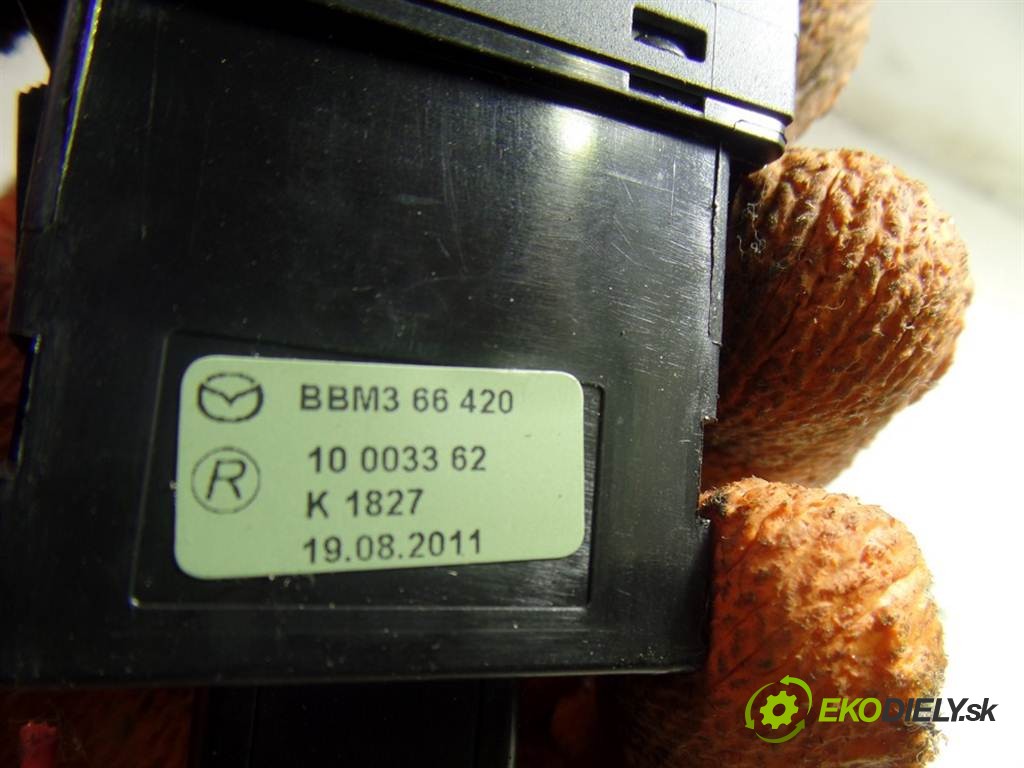 BBM3 66 420
R
10 0033 62
K 1827
19.08.2011
EKODIELY.sk